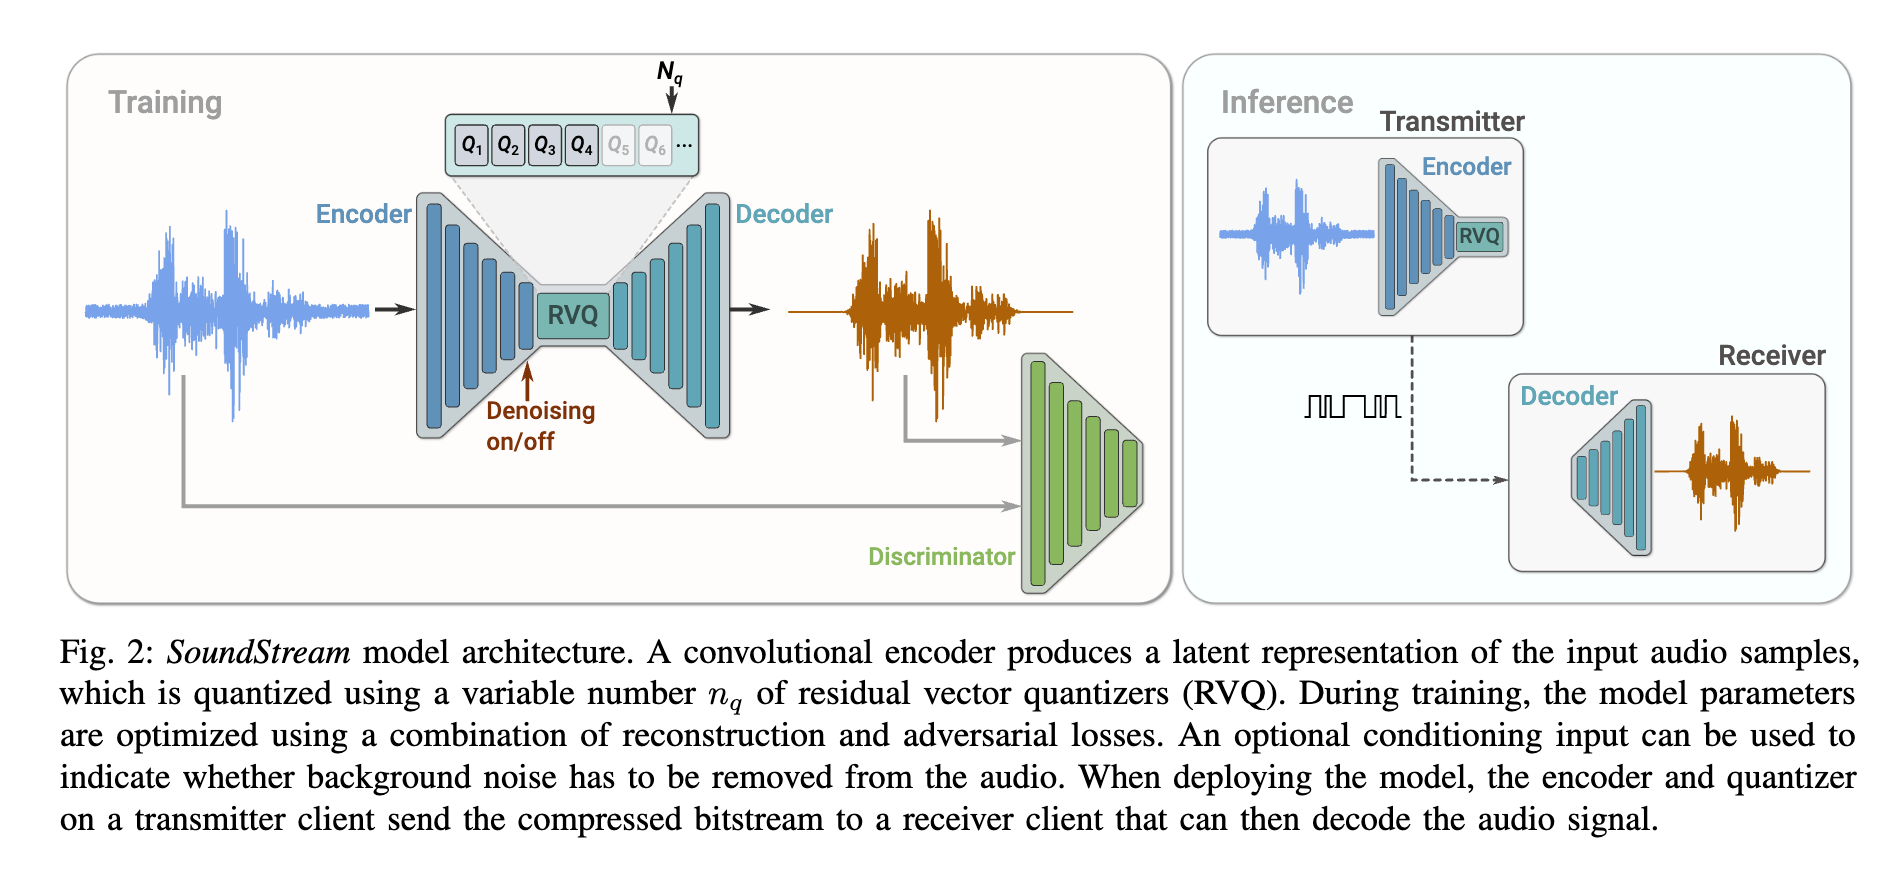 Training
N_q
Q_1 Q_2 Q_3 Q_4 Q_5 Q_6 ...
Encoder
Decoder
RVQ
Denoising
on/off
Discriminator
Inference
Transmitter
Encoder
RVQ
Receiver
Decoder
Fig. 2: SoundStream model architecture. A convolutional encoder produces a latent representation of the input audio samples,
which is quantized using a variable number n_q of residual vector quantizers (RVQ). During training, the model parameters
are optimized using a combination of reconstruction and adversarial losses. An optional conditioning input can be used to
indicate whether background noise has to be removed from the audio. When deploying the model, the encoder and quantizer
on a transmitter client send the compressed bitstream to a receiver client that can then decode the audio signal.